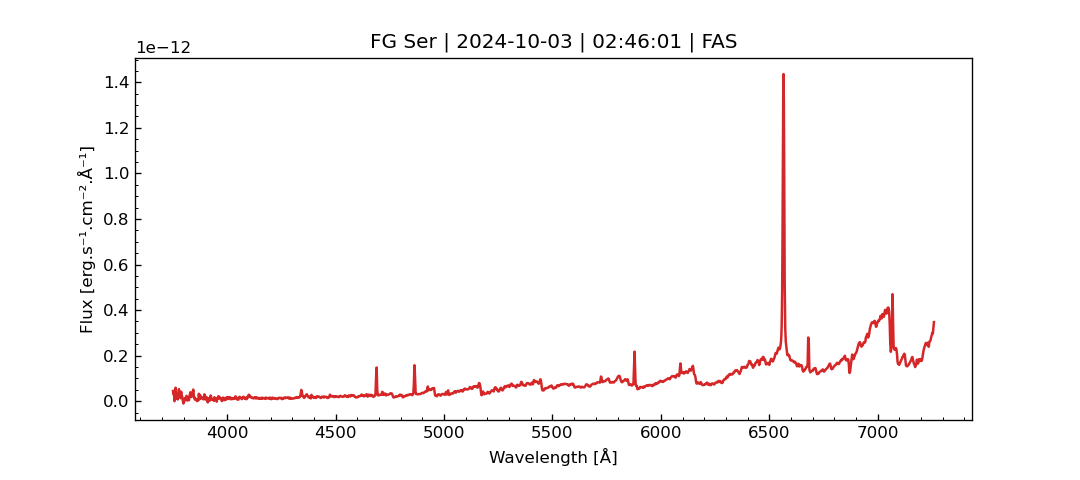 FG Ser | 2024-10-03 | 02:46:01 | FAS
1e−12
1.4
1.2
1.0
0.8
0.6
0.4
0.2
0.0
Flux [erg.s⁻¹.cm⁻².Å⁻¹]
4000 4500 5000 5500 6000 6500 7000
Wavelength [Å]